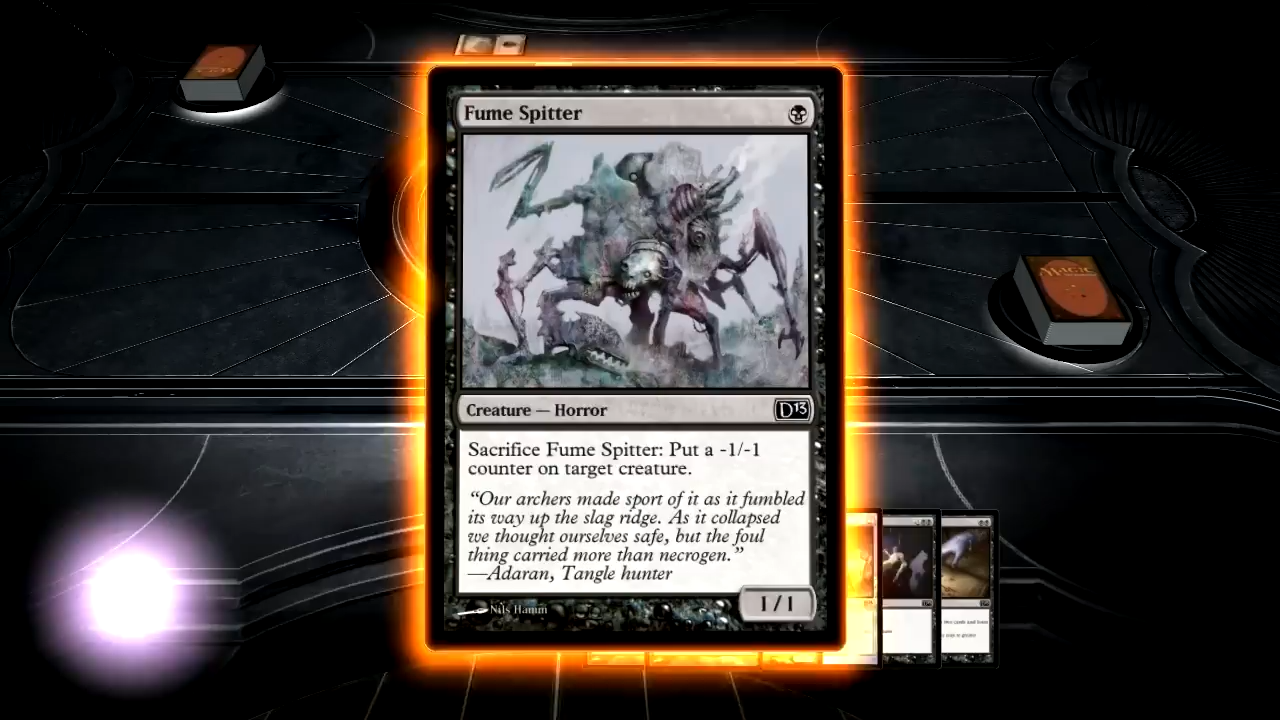 Fume Spitter
MAGIC
Creature — Horror
D13
Sacrifice Fume Spitter: Put a -1/-1
counter on target creature.
“Our archers made sport of it as it fumbled
its way up the slag ridge. As it collapsed
we thought ourselves safe, but the foul
thing carried more than necrogen.”
—Adaran, Tangle hunter
Nils Hamm
1/1